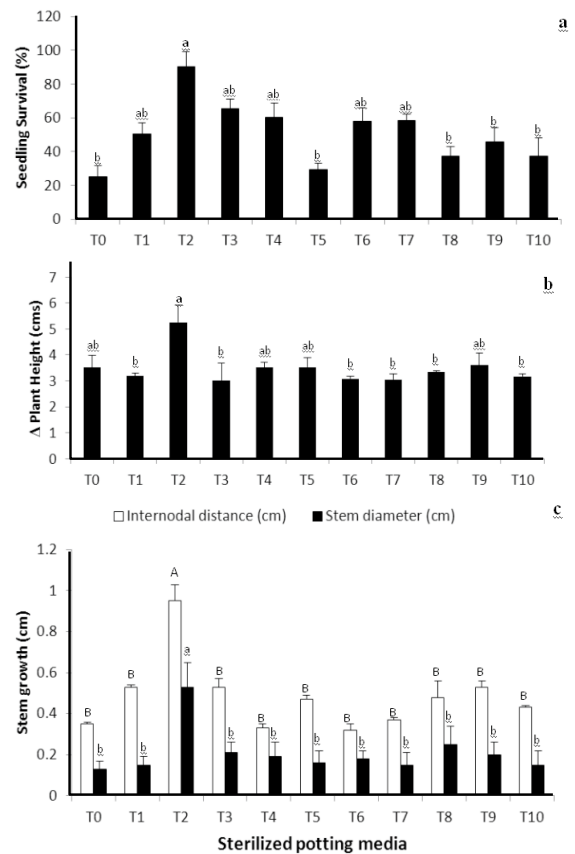 a
Seedling Survival (%)
120
100
80
60
40
20
0
b
ab
a
ab
ab
b
ab
ab
b
b
b
T0 T1 T2 T3 T4 T5 T6 T7 T8 T9 T10
b
Δ Plant Height (cms)
7
6
5
4
3
2
1
0
ab
b
a
b
ab
ab
b
b
b
ab
b
T0 T1 T2 T3 T4 T5 T6 T7 T8 T9 T10
Internodal distance (cm) Stem diameter (cm)
c
Stem growth (cm)
1.2
1
0.8
0.6
0.4
0.2
0
B
b
B
b
A
a
B
b
B
b
B
b
B
b
B
b
B
b
B
b
B
b
T0 T1 T2 T3 T4 T5 T6 T7 T8 T9 T10
Sterilized potting media